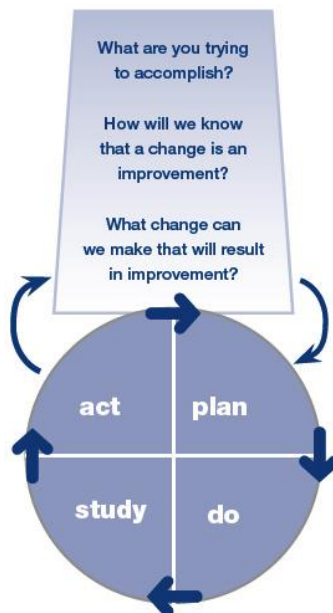 What are you trying
to accomplish?
How will we know
that a change is an
improvement?
What change can
we make that will result
in improvement?
act
plan
study
do